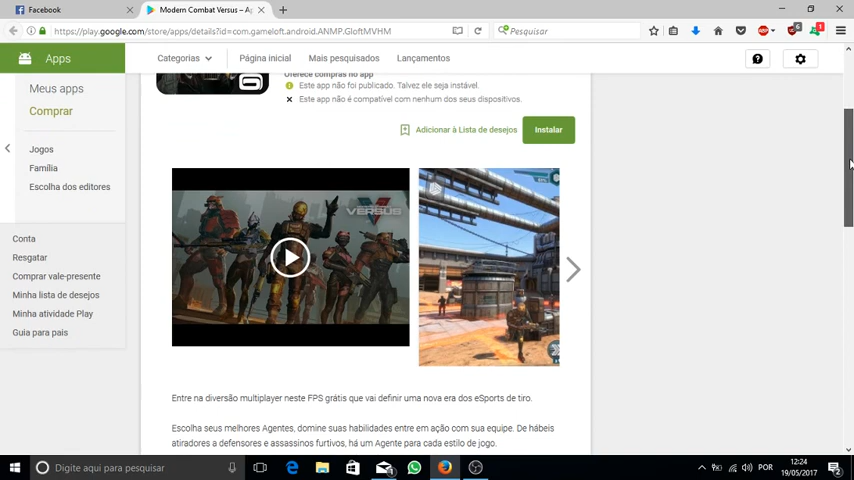 Facebook
Modern Combat Versus – A
https://play.google.com/store/apps/details?id=com.gameloft.android.ANMP.GloftMVHM
Pesquisar
Apps
Categorias
Página inicial
Mais pesquisados
Lançamentos
Meus apps
Comprar
Jogos
Família
Escolha dos editores
Conta
Resgatar
Comprar vale-presente
Minha lista de desejos
Minha atividade Play
Guia para pais
Oferece compras no app
Este app não foi publicado. Talvez ele seja instável.
Este app não é compatível com nenhum dos seus dispositivos.
Adicionar à Lista de desejos
Instalar
VERSUS
Entre na diversão multiplayer neste FPS grátis que vai definir uma nova era dos eSports de tiro.
Escolha seus melhores Agentes, domine suas habilidades entre em ação com sua equipe. De hábeis
atiradores a defensores e assassinos furtivos, há um Agente para cada estilo de jogo.
Digite aqui para pesquisar
POR
12:24
19/05/2017